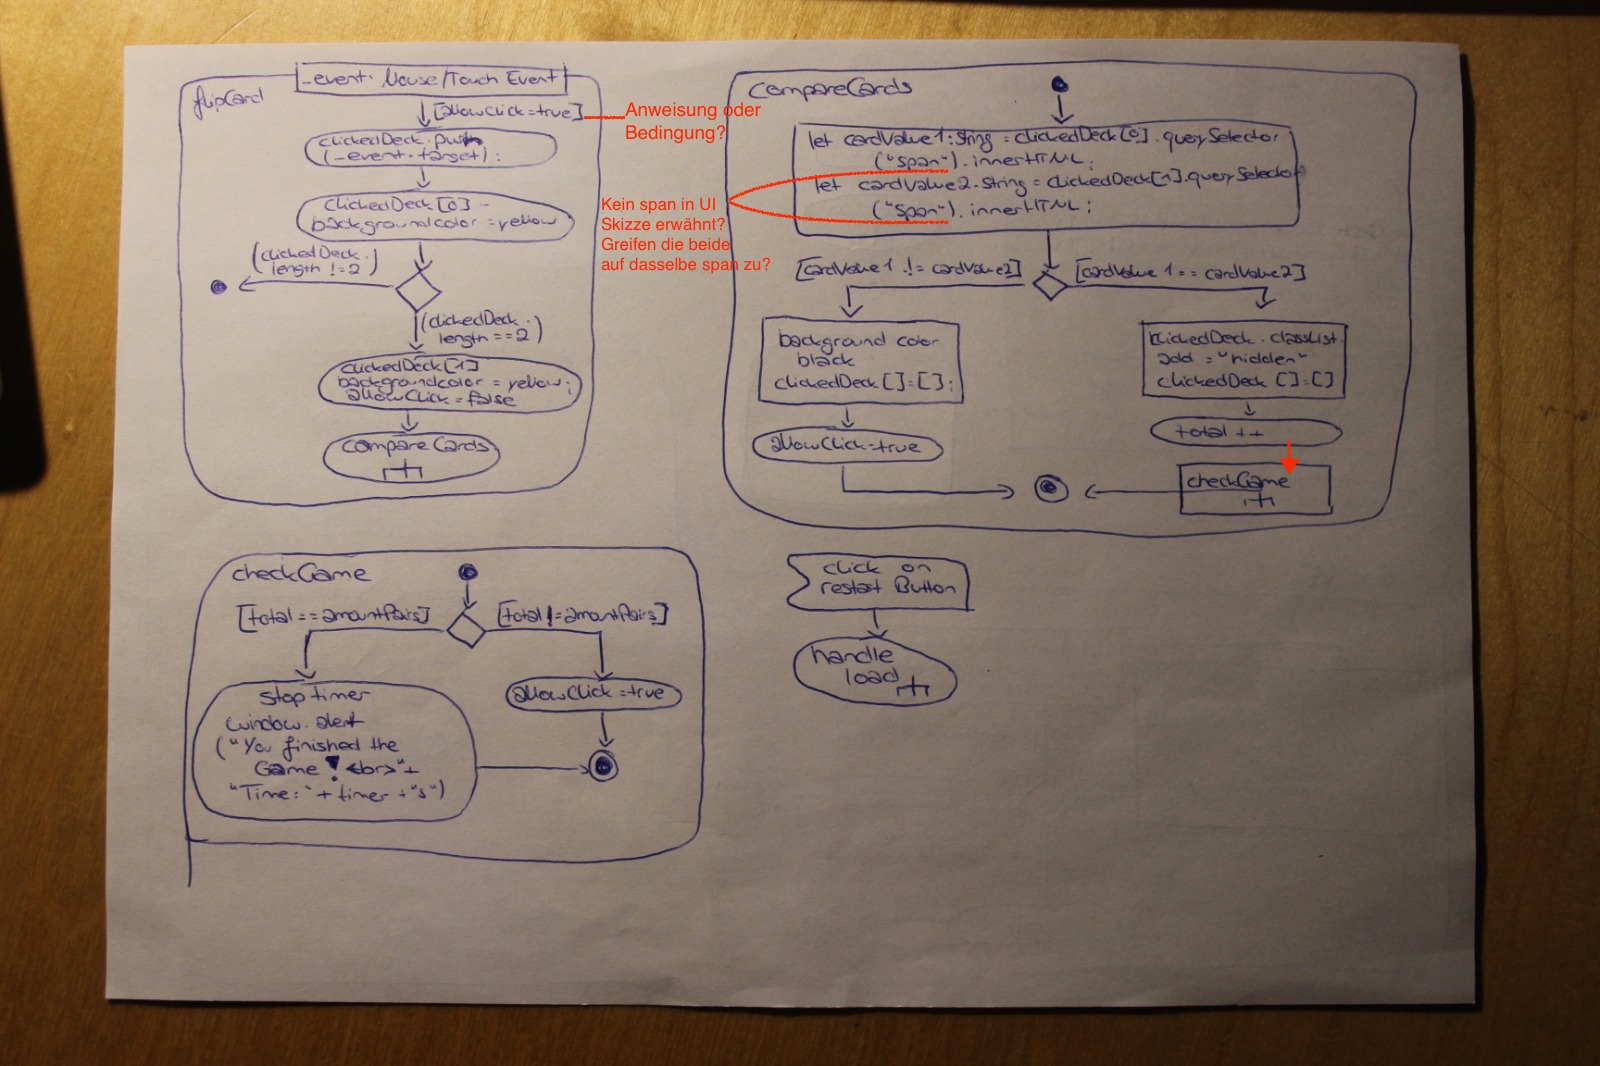 flipCard
_event: Mouse/Touch Event
[allowClick=true]
clickedDeck.push
(_event.target);
clickedDeck[0].
backgroundcolor = yellow
(clickedDeck.
length != 2)
(clickedDeck.
length == 2)
clickedDeck[1]
backgroundcolor = yellow;
allowClick = false
compareCards
Anweisung oder
Bedingung?
Kein span in UI
Skizze erwähnt?
Greifen die beide
auf dasselbe span zu?
compareCards
let cardValue1: String = clickedDeck[0].querySelector
("span").innerHTML;
let cardValue2: String = clickedDeck[1].querySelector
("span").innerHTML;
[cardValue1 != cardValue2]
[cardValue1 == cardValue2]
background color
black
clickedDeck[]=[];
allowClick=true
clickedDeck.classList.
add = "hidden"
clickedDeck []=[]
total ++
checkGame
checkGame
[total == amountPairs]
[total != amountPairs]
stop timer
window.alert
("You finished the
Game! <br>"+
"Time: "+ timer +"s")
allowClick=true
click on
restart Button
handle
load